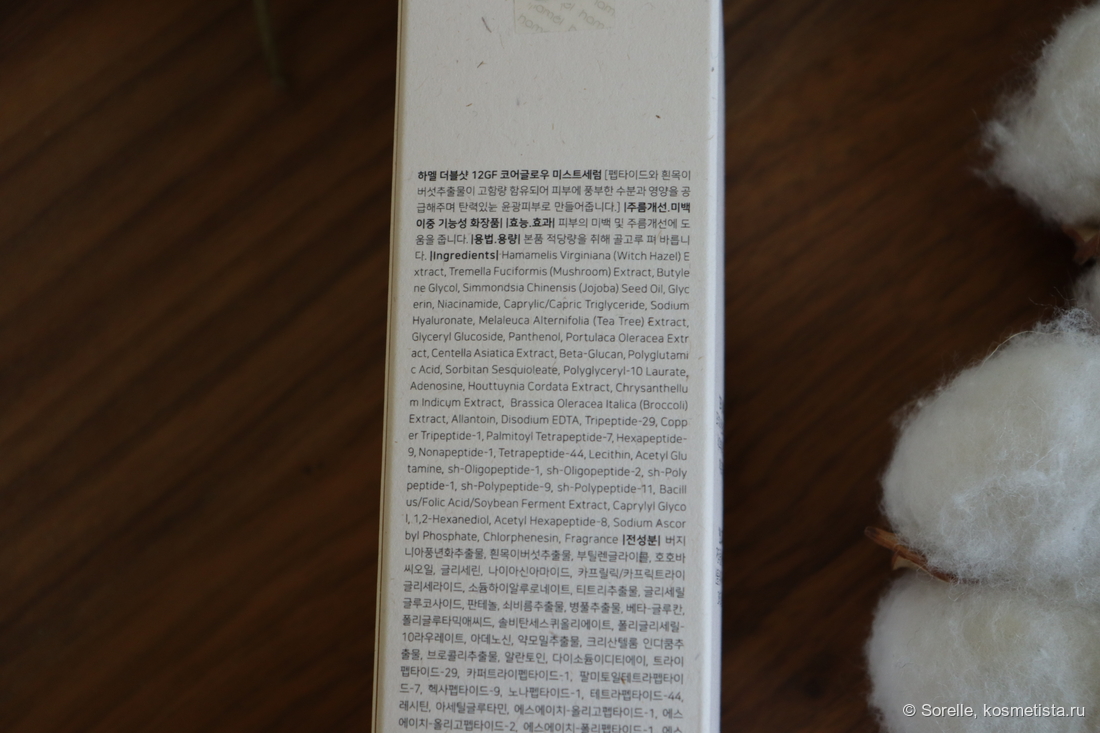 하멜 더블샷 12GF 코어글로우 미스트세럼 [펩타이드와 흰목이
버섯추출물이 고함량 함유되어 피부에 풍부한 수분과 영양을 공
급해주며 탄력있는 윤광피부로 만들어줍니다.] |주름개선.미백
이중 기능성 화장품| |효능.효과| 피부의 미백 및 주름개선에 도
움을 줍니다. |용법.용량| 본품 적당량을 취해 골고루 펴 바릅니
다. |Ingredients| Hamamelis Virginiana (Witch Hazel) E
xtract, Tremella Fuciformis (Mushroom) Extract, Butyle
ne Glycol, Simmondsia Chinensis (Jojoba) Seed Oil, Glyc
erin, Niacinamide, Caprylic/Capric Triglyceride, Sodium
Hyaluronate, Melaleuca Alternifolia (Tea Tree) Extract,
Glyceryl Glucoside, Panthenol, Portulaca Oleracea Extr
act, Centella Asiatica Extract, Beta-Glucan, Polyglutami
c Acid, Sorbitan Sesquioleate, Polyglyceryl-10 Laurate,
Adenosine, Houttuynia Cordata Extract, Chrysanthellu
m Indicum Extract, Brassica Oleracea Italica (Broccoli)
Extract, Allantoin, Disodium EDTA, Tripeptide-29, Copp
er Tripeptide-1, Palmitoyl Tetrapeptide-7, Hexapeptide-
9, Nonapeptide-1, Tetrapeptide-44, Lecithin, Acetyl Glu
tamine, sh-Oligopeptide-1, sh-Oligopeptide-2, sh-Poly
peptide-1, sh-Polypeptide-9, sh-Polypeptide-11, Bacill
us/Folic Acid/Soybean Ferment Extract, Caprylyl Glyco
l, 1,2-Hexanediol, Acetyl Hexapeptide-8, Sodium Ascor
byl Phosphate, Chlorphenesin, Fragrance |전성분| 버지
니아풍년화추출물, 흰목이버섯추출물, 부틸렌글라이콜, 호호바
씨오일, 글리세린, 나이아신아마이드, 카프릴릭/카프릭트라이
글리세라이드, 소듐하이알루로네이트, 티트리추출물, 글리세릴
글루코사이드, 판테놀, 쇠비름추출물, 병풀추출물, 베타-글루칸,
폴리글루타믹애씨드, 솔비탄세스퀴올리에이트, 폴리글리세릴-
10라우레이트, 아데노신, 약모밀추출물, 크리산텔룸 인디쿰추
출물, 브로콜리추출물, 알란토인, 다이소듐이디티에이, 트라이
펩타이드-29, 카퍼트라이펩타이드-1, 팔미토일테트라펩타이
드-7, 헥사펩타이드-9, 노나펩타이드-1, 테트라펩타이드-44,
레시틴, 아세틸글루타민, 에스에이치-올리고펩타이드-1, 에스
에이치-올리고펩타이드-2, 에스에이치-폴리펩타이드-1, 에스
© Sorelle, kosmetista.ru